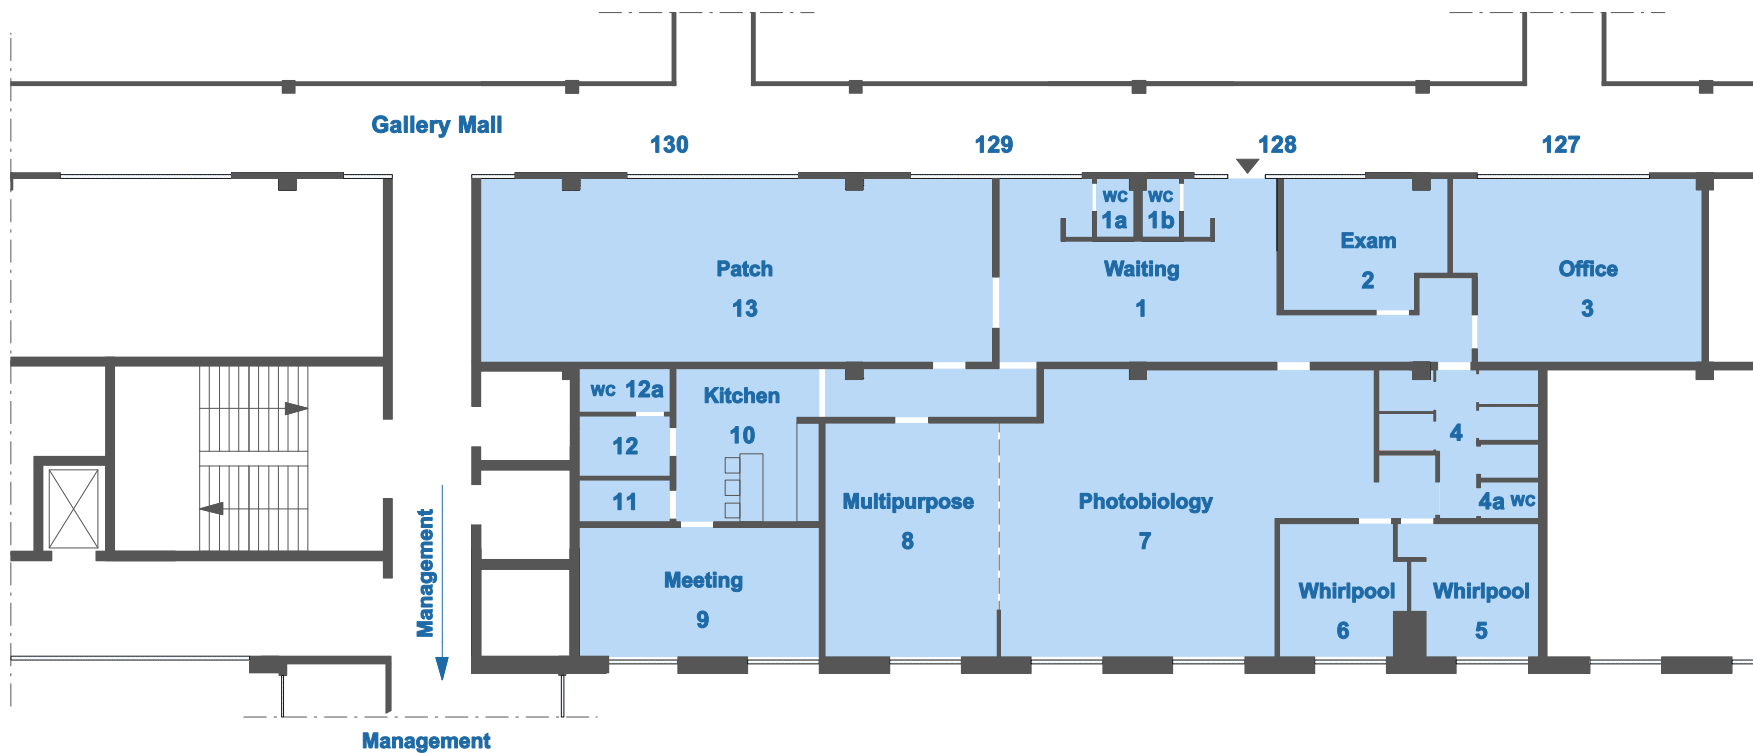 Gallery Mall
130
129
128
127
WC
1a
WC
1b
Exam
2
Patch
13
Waiting
1
Office
3
WC 12a
Kitchen
10
12
4
11
Multipurpose
8
Photobiology
7
4a WC
Management
Meeting
9
Whirlpool
6
Whirlpool
5
Management